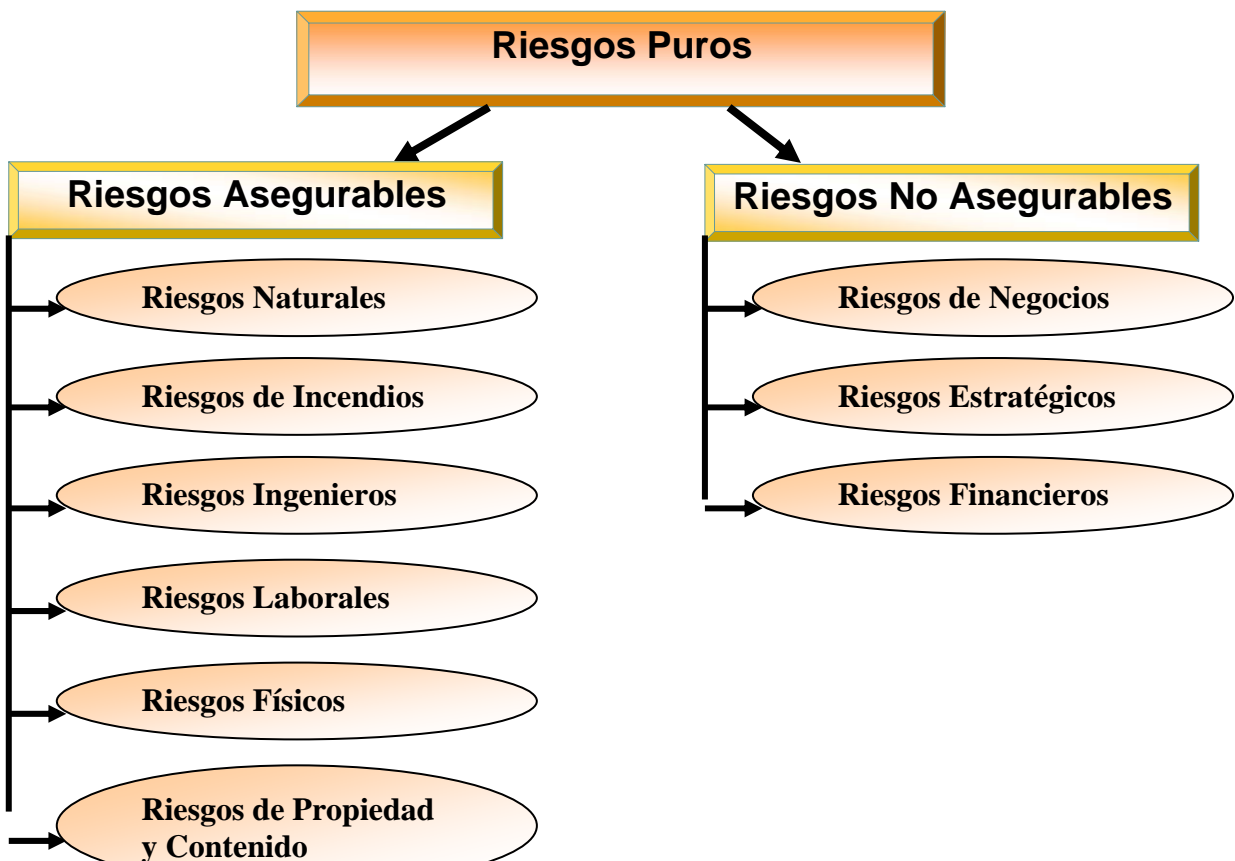 Riesgos Puros
Riesgos Asegurables
Riesgos Naturales
Riesgos de Incendios
Riesgos Ingenieros
Riesgos Laborales
Riesgos Físicos
Riesgos de Propiedad
y Contenido
Riesgos No Asegurables
Riesgos de Negocios
Riesgos Estratégicos
Riesgos Financieros